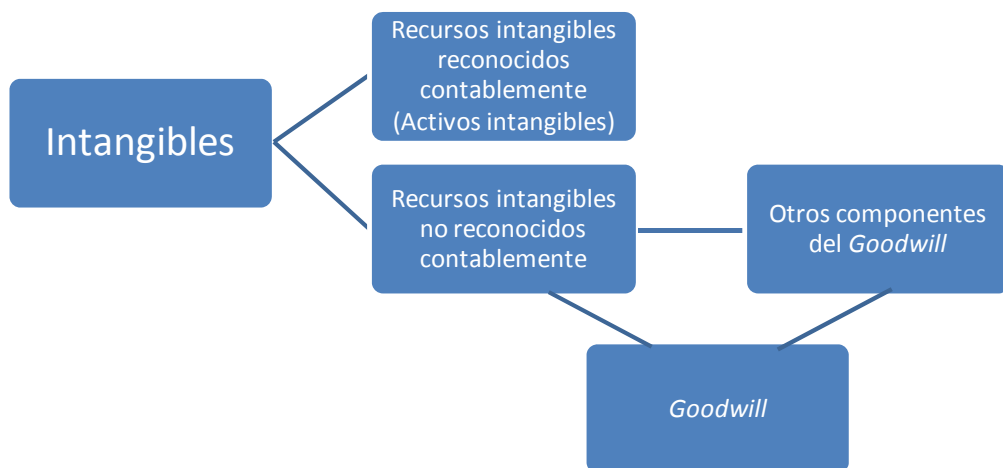 Intangibles
Recursos intangibles
reconocidos
contablemente
(Activos intangibles)
Recursos intangibles
no reconocidos
contablemente
Otros componentes
del Goodwill
Goodwill